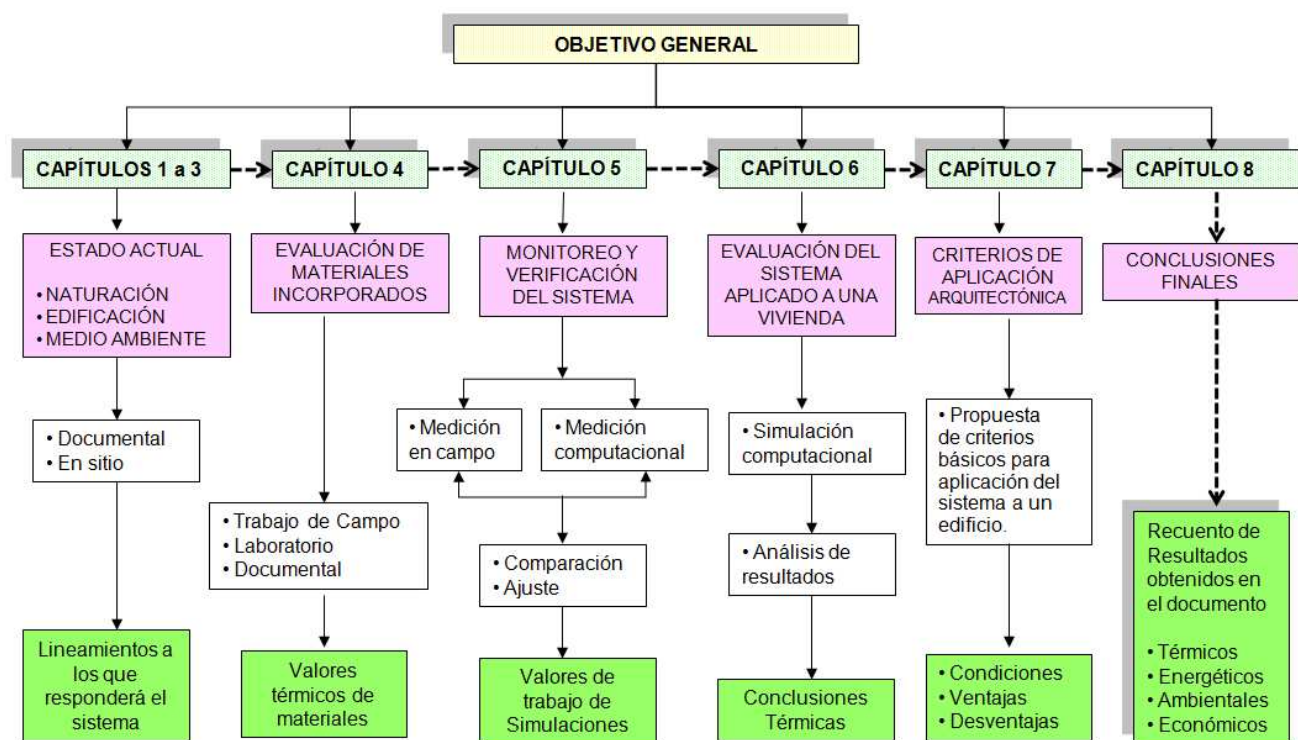 OBJETIVO GENERAL
CAPÍTULOS 1 a 3
CAPÍTULO 4
CAPÍTULO 5
CAPÍTULO 6
CAPÍTULO 7
CAPÍTULO 8
ESTADO ACTUAL
• NATURACIÓN
• EDIFICACIÓN
• MEDIO AMBIENTE
EVALUACIÓN DE
MATERIALES
INCORPORADOS
MONITOREO Y
VERIFICACIÓN
DEL SISTEMA
EVALUACIÓN DEL
SISTEMA
APLICADO A UNA
VIVIENDA
CRITERIOS DE
APLICACIÓN
ARQUITECTÓNICA
CONCLUSIONES
FINALES
• Documental
• En sitio
• Trabajo de Campo
• Laboratorio
• Documental
• Medición
en campo
• Medición
computacional
• Comparación
• Ajuste
• Simulación
computacional
• Análisis de
resultados
• Propuesta
de criterios
básicos para
aplicación del
sistema a un
edificio.
Lineamientos a
los que
responderá el
sistema
Valores
térmicos de
materiales
Valores de
trabajo de
Simulaciones
Conclusiones
Térmicas
• Condiciones
• Ventajas
• Desventajas
Recuento de
Resultados
obtenidos en
el documento
• Térmicos
• Energéticos
• Ambientales
• Económicos